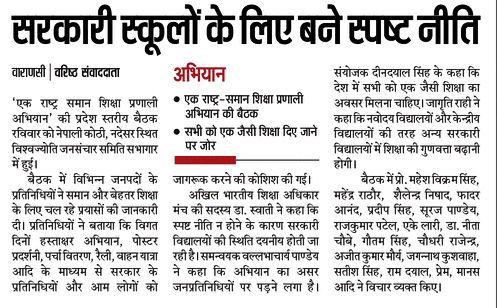 सरकारी स्कूलों के लिए बने स्पष्ट नीति
वाराणसी | वरिष्ठ संवाददाता
‘एक राष्ट्र समान शिक्षा प्रणाली
अभियान’ की प्रदेश स्तरीय बैठक
रविवार को नेपाली कोठी, नदेसर स्थित
विश्वज्योति जनसंचार समिति सभागार
में हुई।
बैठक में विभिन्न जनपदों के
प्रतिनिधियों ने समान और बेहतर शिक्षा
के लिए चल रहे प्रयासों की जानकारी
दी। प्रतिनिधियों ने बताया कि विगत
दिनों हस्ताक्षर अभियान, पोस्टर
प्रदर्शनी, पर्चा वितरण, रैली, वाहन यात्रा
आदि के माध्यम से सरकार के
प्रतिनिधियों और आम लोगों को
अभियान
• एक राष्ट्र-समान शिक्षा प्रणाली
अभियान की बैठक
• सभी को एक जैसी शिक्षा दिए जाने
पर जोर
जागरूक करने की कोशिश की गई।
अखिल भारतीय शिक्षा अधिकार
मंच की सदस्य डा. स्वाती ने कहा कि
स्पष्ट नीति न होने के कारण सरकारी
विद्यालयों की स्थिति दयनीय होती जा
रही है। समन्वयक वल्लभाचार्य पाण्डेय
ने कहा कि अभियान का असर
जनप्रतिनिधियों पर पड़ने लगा है।
संयोजक दीनदयाल सिंह के कहा कि
देश में सभी को एक जैसी शिक्षा का
अवसर मिलना चाहिए। जागृति राही ने
कहा कि नवोदय विद्यालयों और केन्द्रीय
विद्यालयों की तरह अन्य सरकारी
विद्यालयों में शिक्षा की गुणवत्ता बढ़ानी
होगी।
बैठक में प्रो. महेश विक्रम सिंह,
महेंद्र राठौर, शैलेन्द्र निषाद, फादर
आनंद, प्रदीप सिंह, सूरज पाण्डेय,
राजकुमार पटेल, एके लारी, डा. नीता
चौबे, गौतम सिंह, चौधरी राजेन्द्र,
अजीत कुमार मौर्य, जगन्नाथ कुशवाहा,
सतीश सिंह, राम दयाल, प्रेम, मानस
आदि ने विचार व्यक्त किए।